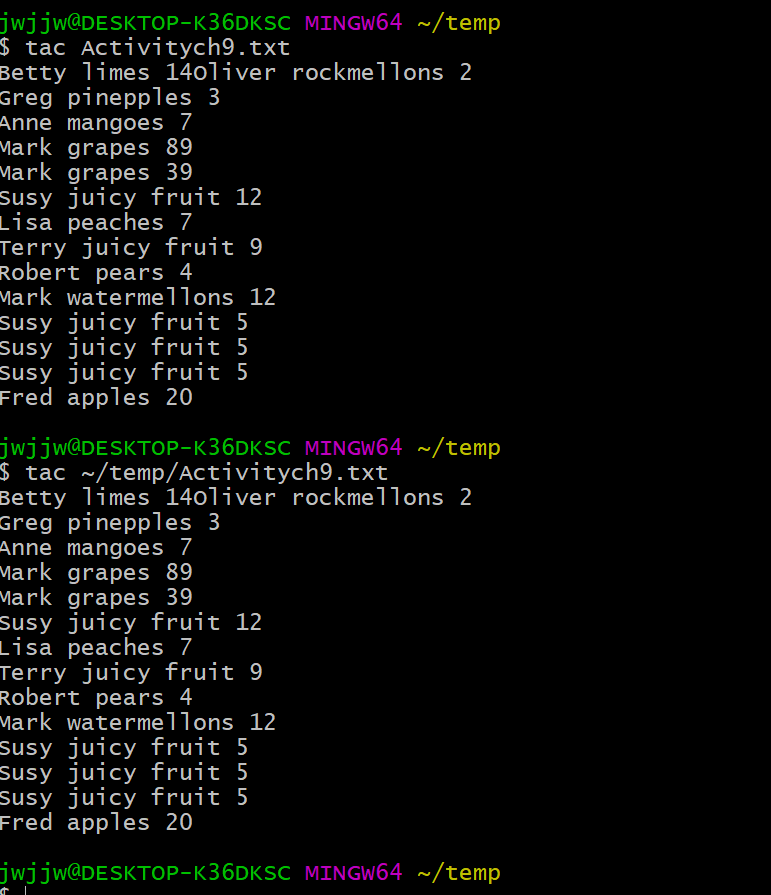 jwjjw@DESKTOP-K36DKSC MINGW64 ~/temp
$ tac Activitych9.txt
Betty limes 14Oliver rockmellons 2
Greg pinepples 3
Anne mangoes 7
Mark grapes 89
Mark grapes 39
Susy juicy fruit 12
Lisa peaches 7
Terry juicy fruit 9
Robert pears 4
Mark watermellons 12
Susy juicy fruit 5
Susy juicy fruit 5
Susy juicy fruit 5
Fred apples 20
jwjjw@DESKTOP-K36DKSC MINGW64 ~/temp
$ tac ~/temp/Activitych9.txt
Betty limes 14Oliver rockmellons 2
Greg pinepples 3
Anne mangoes 7
Mark grapes 89
Mark grapes 39
Susy juicy fruit 12
Lisa peaches 7
Terry juicy fruit 9
Robert pears 4
Mark watermellons 12
Susy juicy fruit 5
Susy juicy fruit 5
Susy juicy fruit 5
Fred apples 20
jwjjw@DESKTOP-K36DKSC MINGW64 ~/temp
$